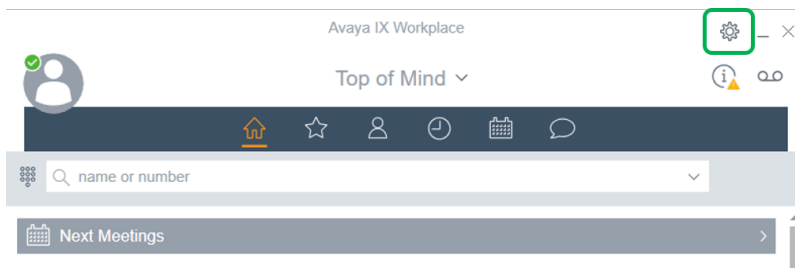 Avaya IX Workplace
Top of Mind
name or number
Next Meetings